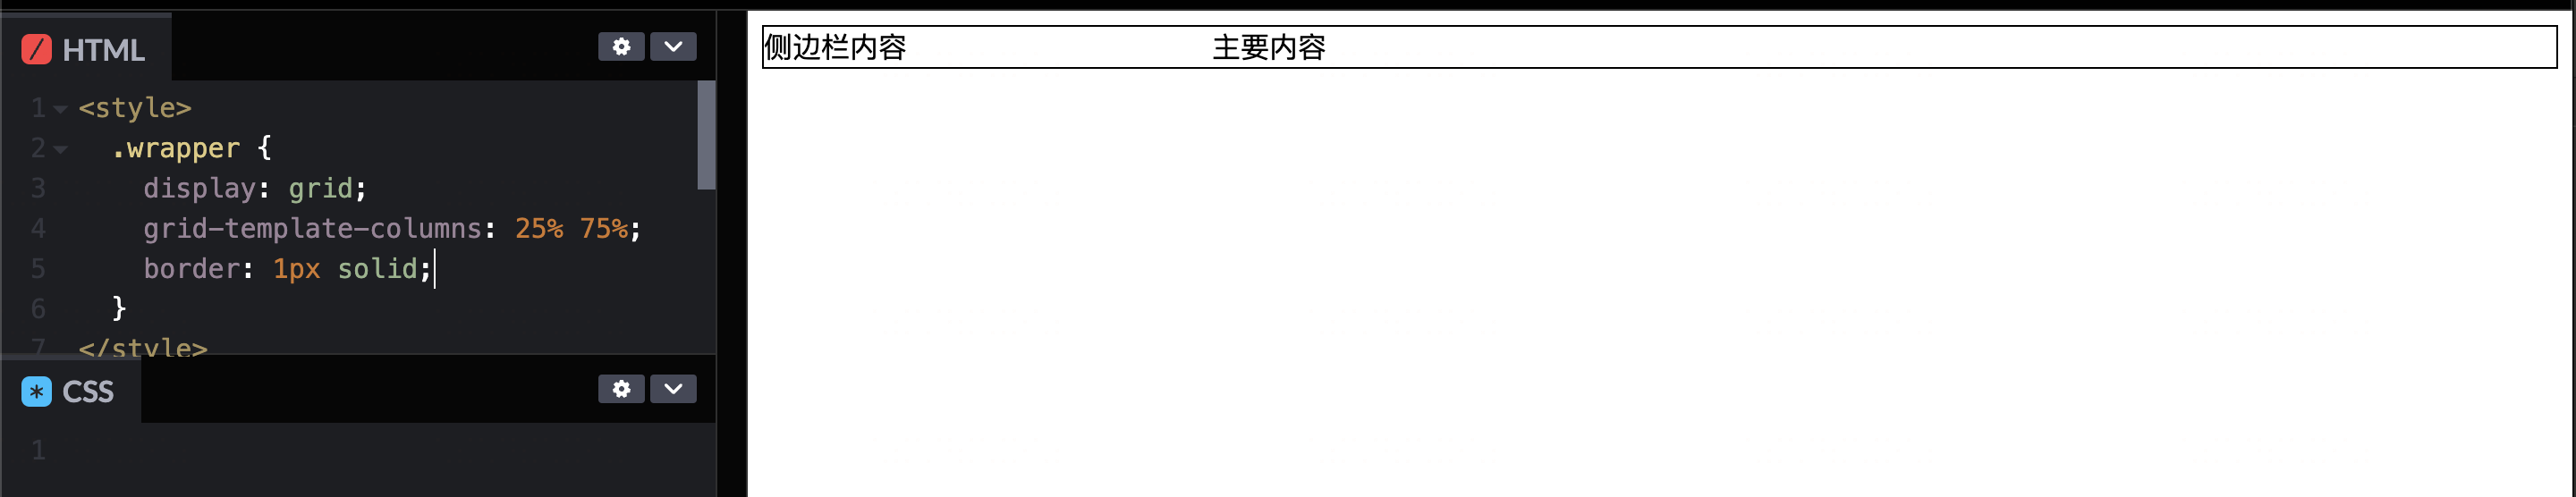 HTML
1 <style>
2 .wrapper {
3 display: grid;
4 grid-template-columns: 25% 75%;
5 border: 1px solid;
6 }
7 </style>
CSS
1
侧边栏内容 主要内容